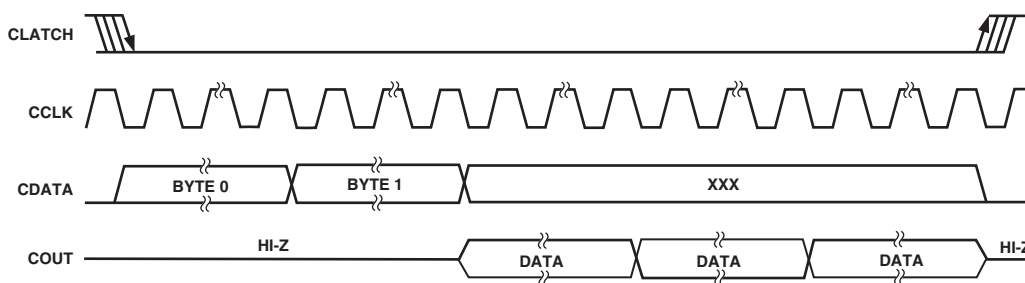 CLATCH
CCLK
CDATA BYTE 0 BYTE 1 XXX
COUT HI-Z DATA DATA DATA HI-Z